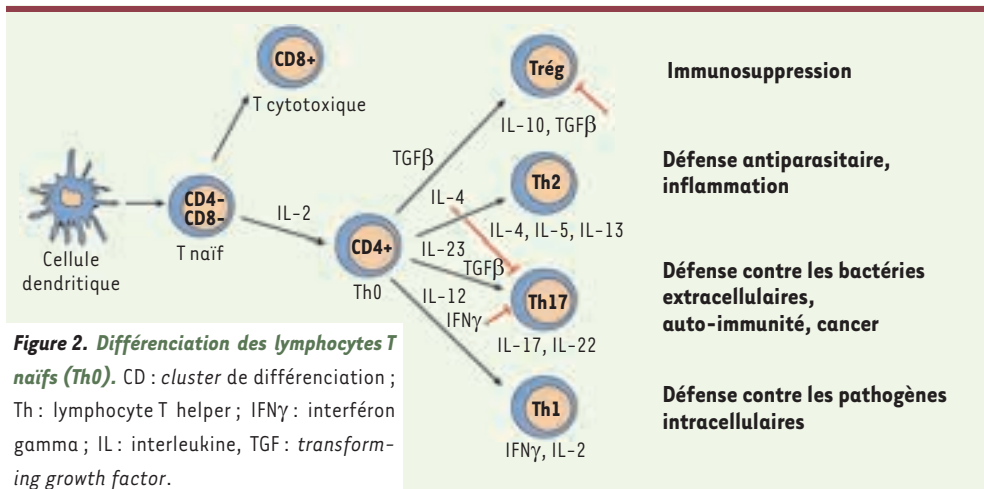 CD8+
T cytotoxique
Trég
Immunosuppression
IL-10, TGFβ
TGFβ
Défense antiparasitaire,
inflammation
Th2
IL-4
IL-4, IL-5, IL-13
CD4-
CD8-
T naïf
IL-2
Cellule
dendritique
CD4+
Th0
IL-23
TGFβ
Th17
Défense contre les bactéries
extracellulaires,
auto-immunité, cancer
IL-12
IFNγ
IL-17, IL-22
Th1
Défense contre les pathogènes
intracellulaires
IFNγ, IL-2
Figure 2. Différenciation des lymphocytes T
naïfs (Th0). CD : cluster de différenciation ;
Th : lymphocyte T helper ; IFNγ : interféron
gamma ; IL : interleukine, TGF : transform-
ing growth factor.